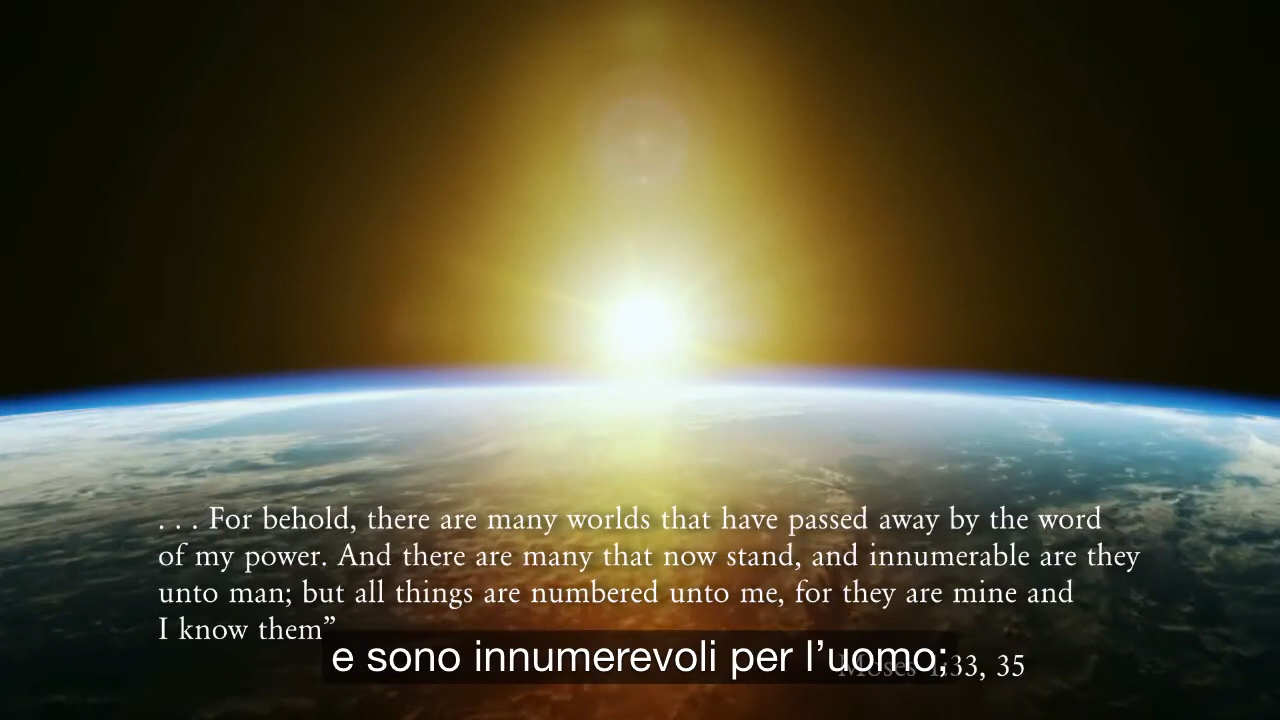 . . . For behold, there are many worlds that have passed away by the word
of my power. And there are many that now stand, and innumerable are they
unto man; but all things are numbered unto me, for they are mine and
I know them”
e sono innumerevoli per l’uomo;
Moses 1:33, 35